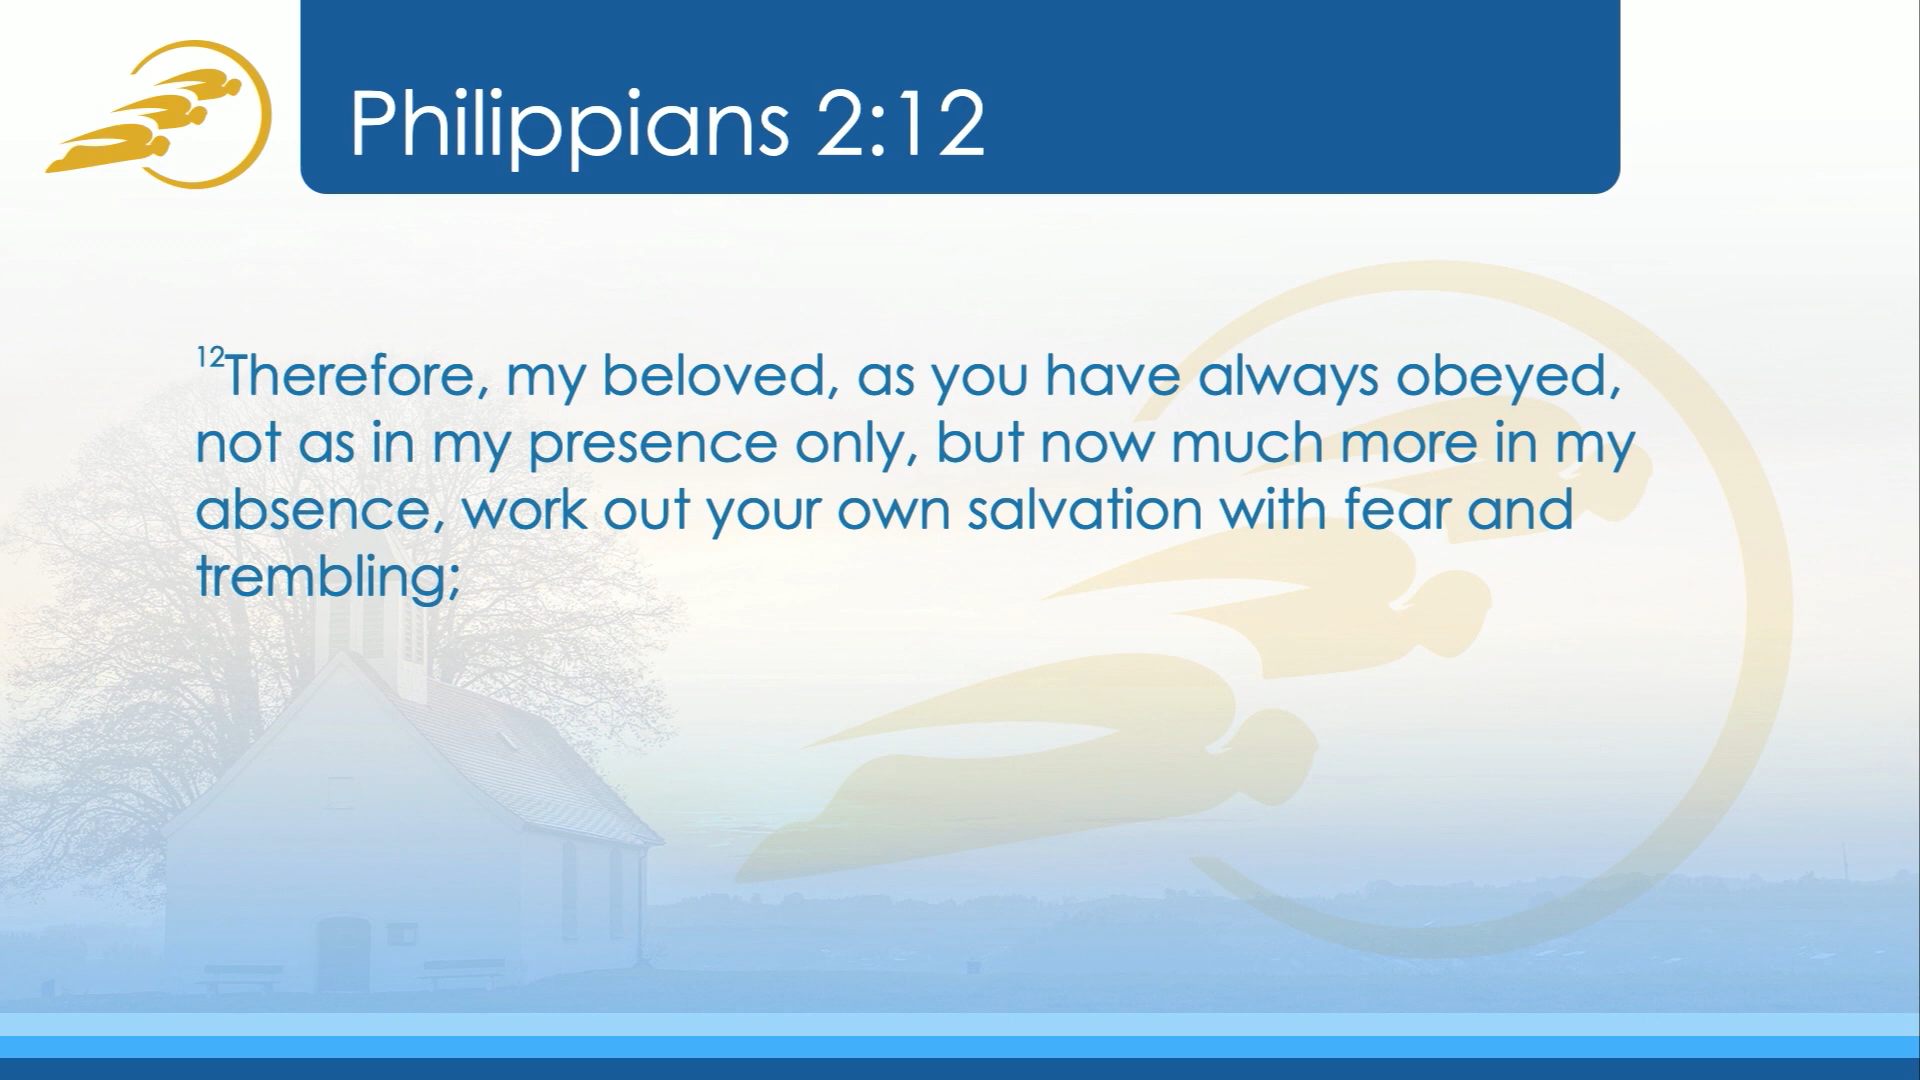 Philippians 2:12
12Therefore, my beloved, as you have always obeyed,
not as in my presence only, but now much more in my
absence, work out your own salvation with fear and
trembling;